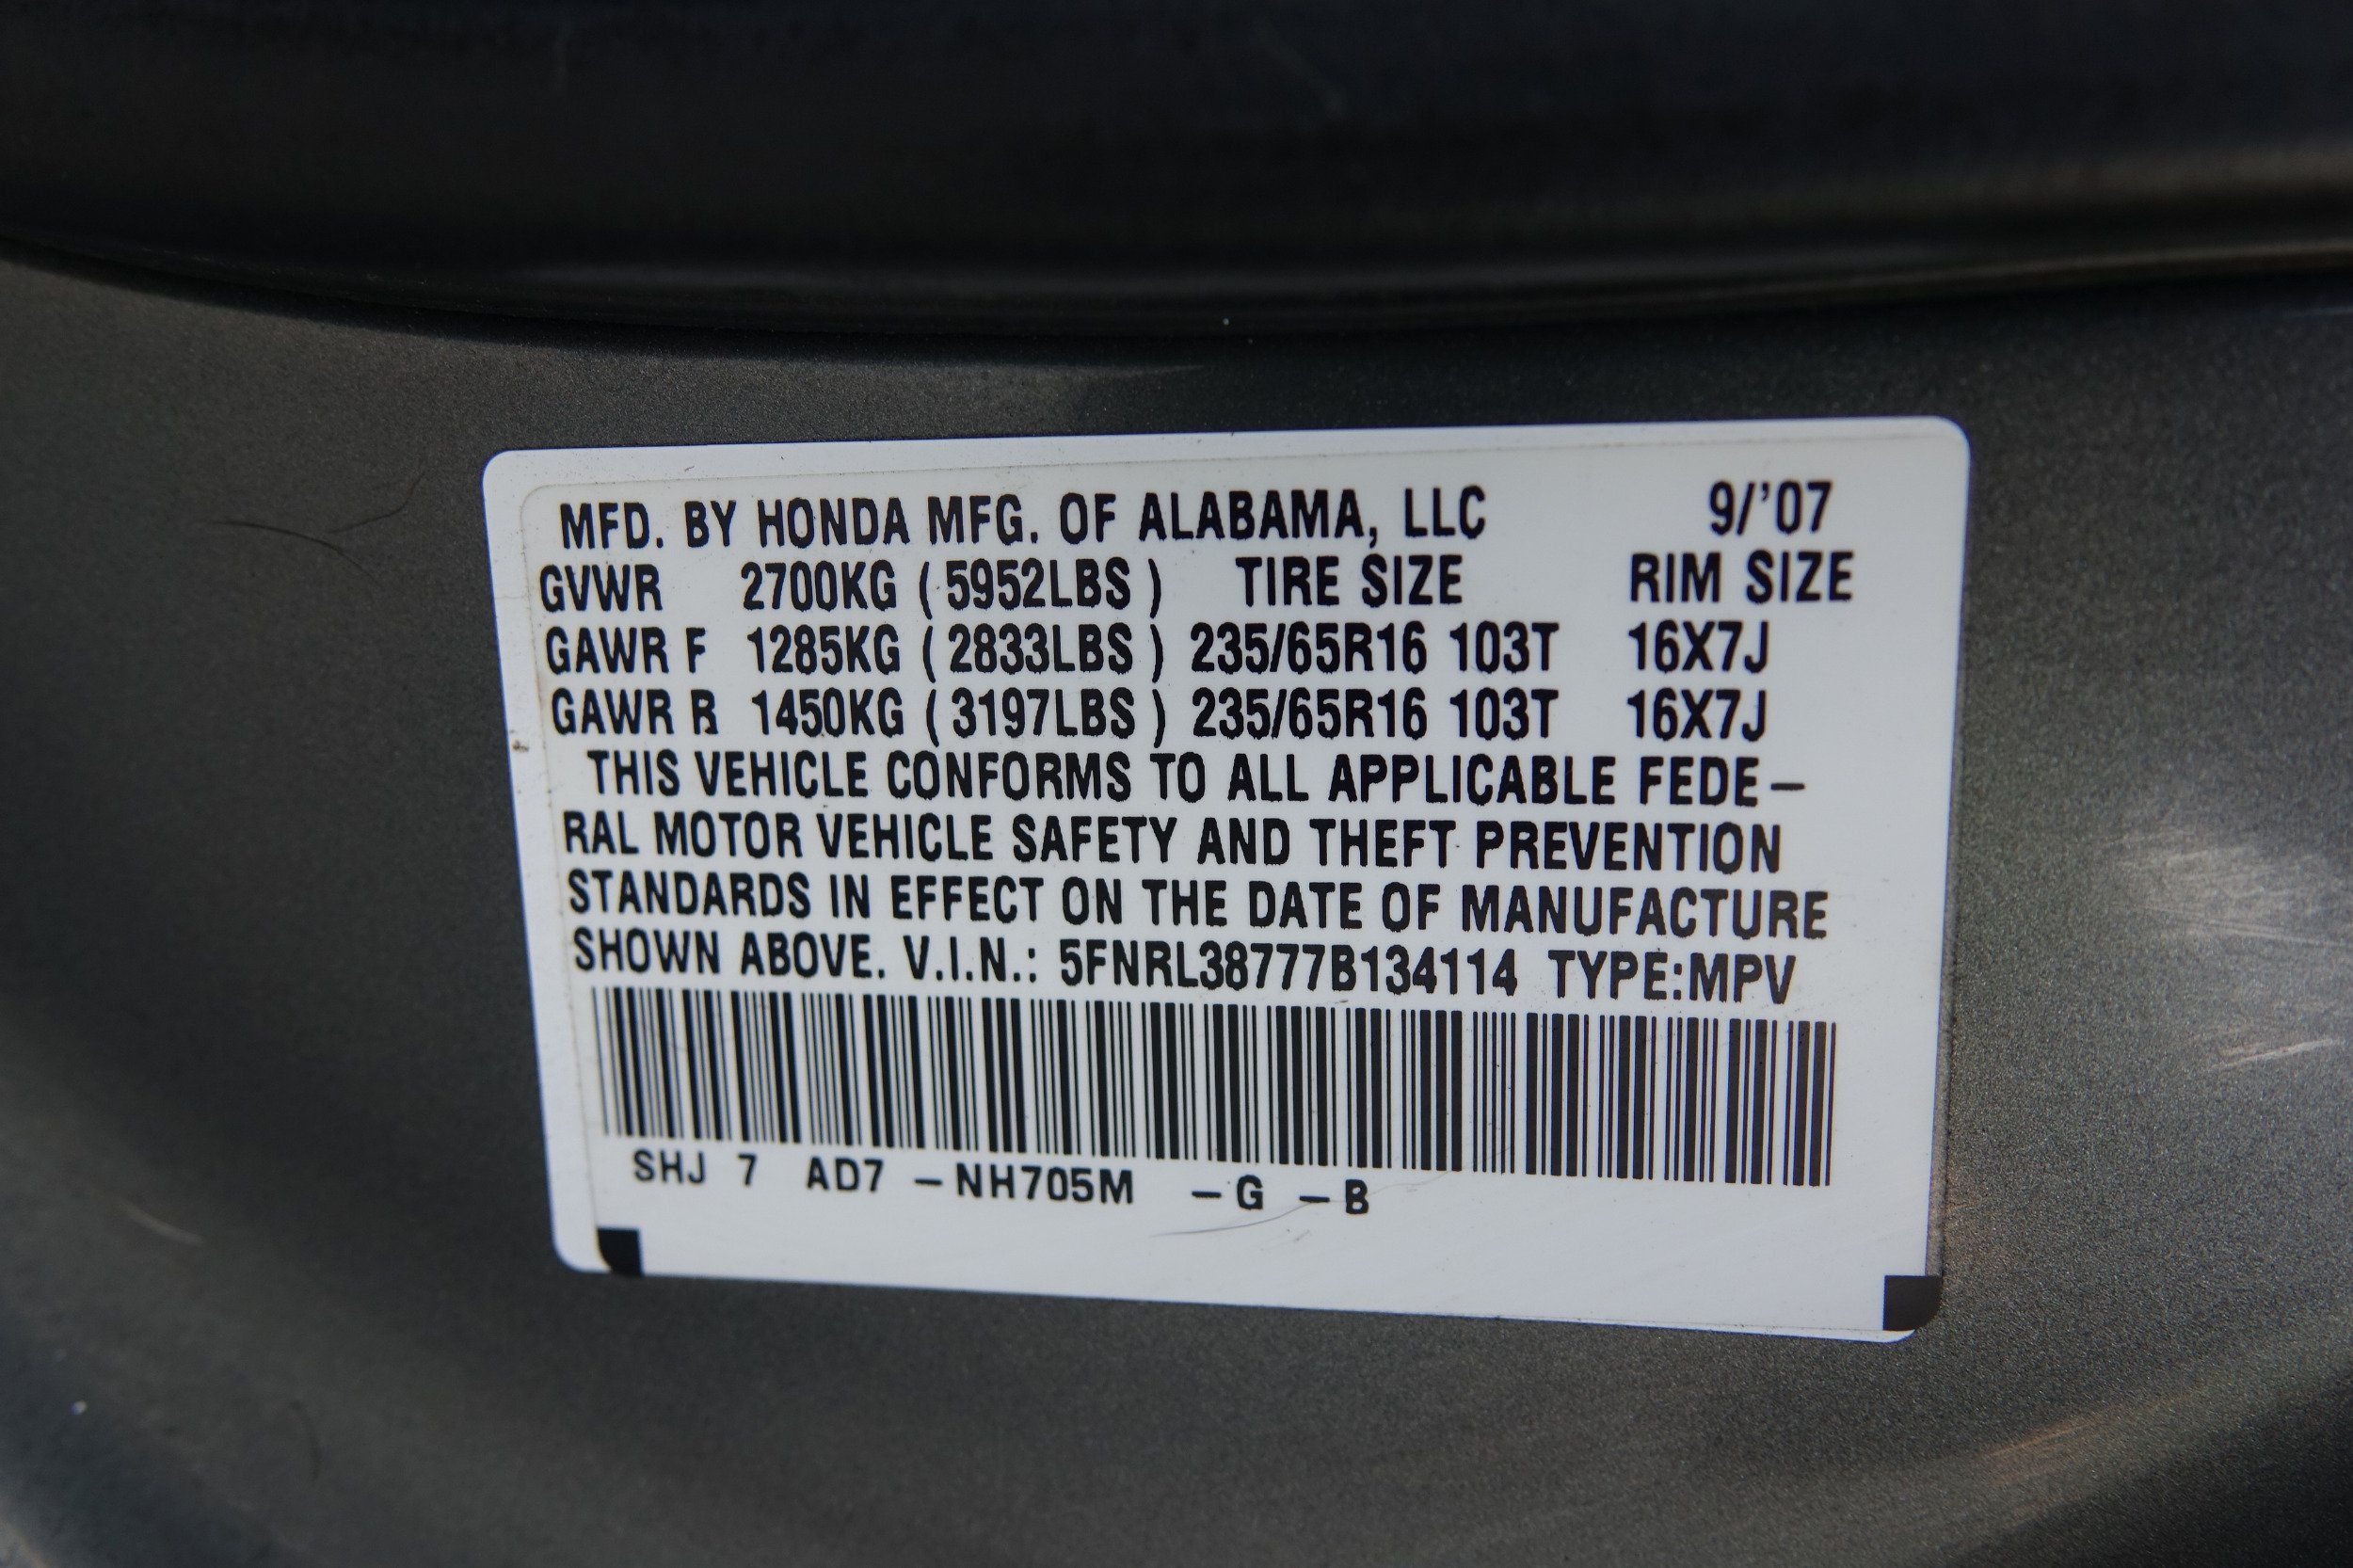 MFD. BY HONDA MFG. OF ALABAMA, LLC 9/'07
GVWR 2700KG ( 5952LBS ) TIRE SIZE RIM SIZE
GAWR F 1285KG ( 2833LBS ) 235/65R16 103T 16X7J
GAWR R 1450KG ( 3197LBS ) 235/65R16 103T 16X7J
THIS VEHICLE CONFORMS TO ALL APPLICABLE FEDE-
RAL MOTOR VEHICLE SAFETY AND THEFT PREVENTION
STANDARDS IN EFFECT ON THE DATE OF MANUFACTURE
SHOWN ABOVE. V.I.N.: 5FNRL38777B134114 TYPE:MPV
SHJ 7 AD7 -NH705M -G -B